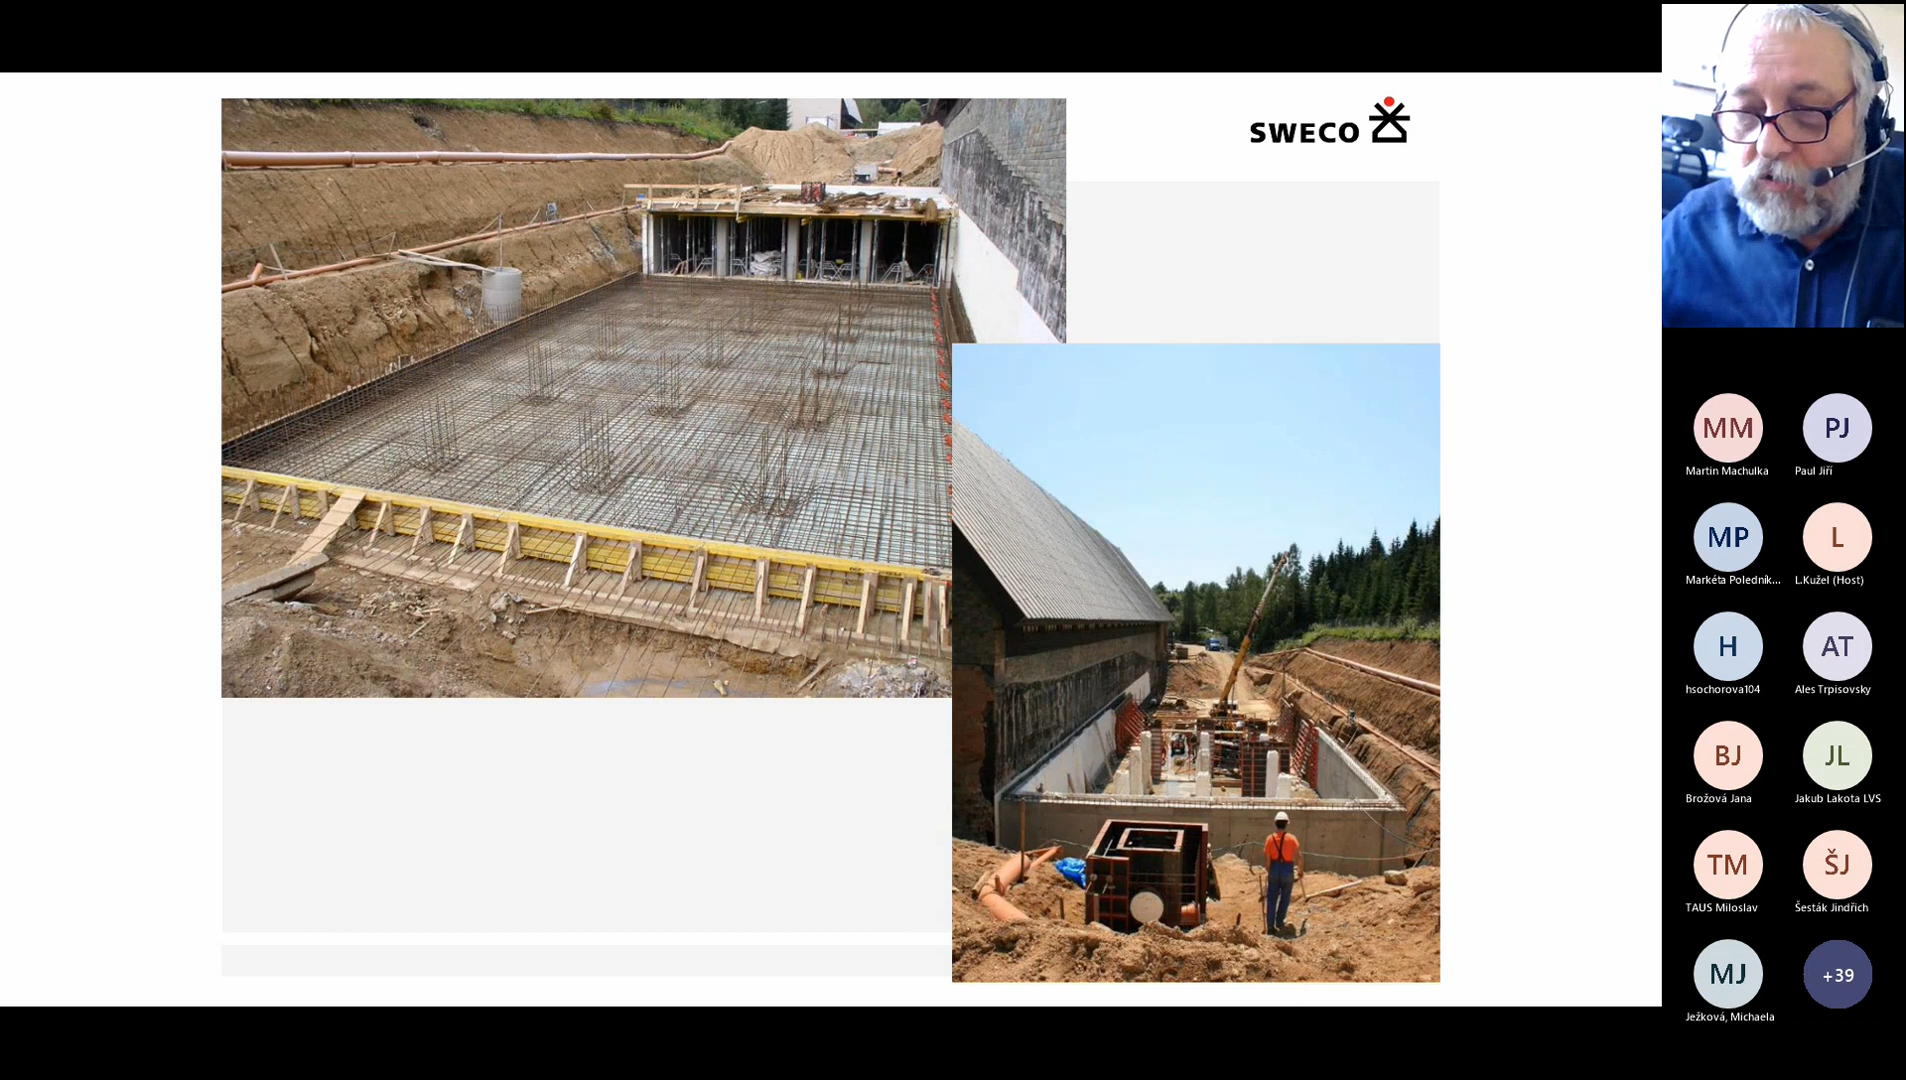 SWECO
MM
PJ
Martin Machulka
Paul Jiří
MP
L
Markéta Poledník...
L.Kužel (Host)
H
AT
hsochorova104
Ales Trpisovsky
BJ
JL
Brožová Jana
Jakub Lakota LVS
TM
ŠJ
TAUS Miloslav
Šesták Jindřich
MJ
+39
Ježková, Michaela